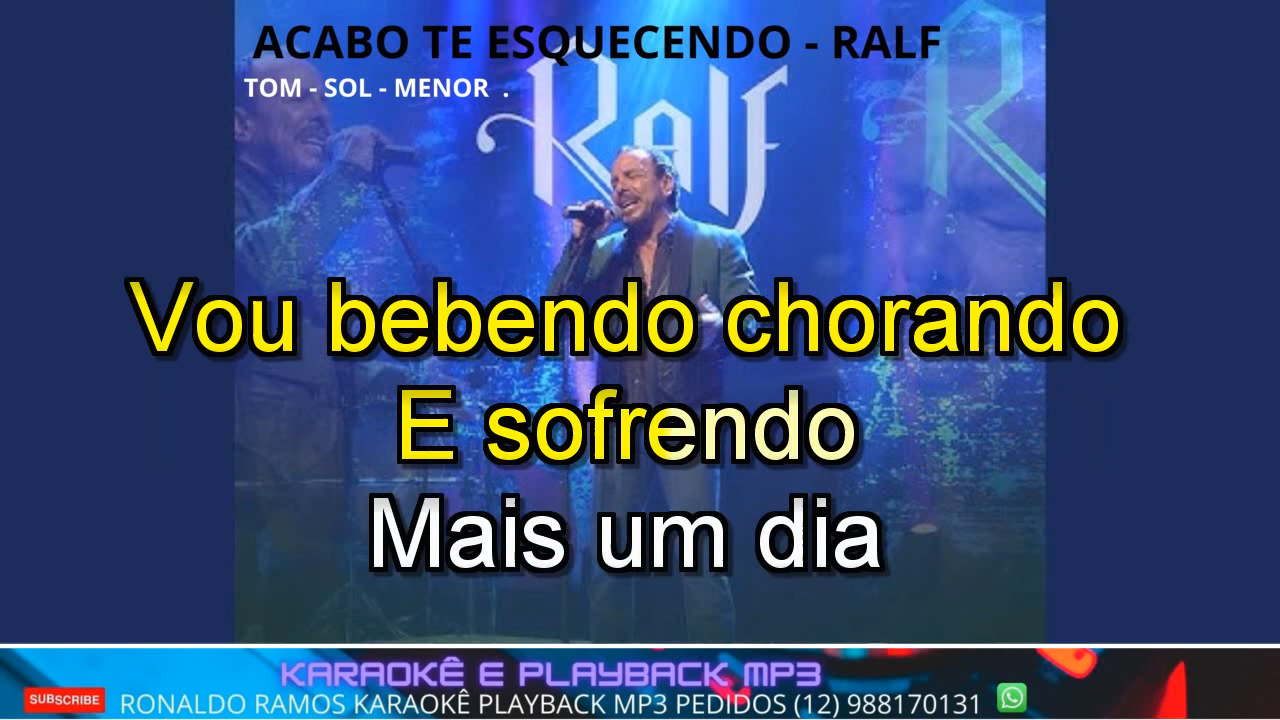 ACABO TE ESQUECENDO - RALF
TOM - SOL - MENOR .
Ralf
R
Vou bebendo chorando
E sofrendo
Mais um dia
KARAOKÊ E PLAYBACK MP3
SUBSCRIBE
RONALDO RAMOS KARAOKÊ PLAYBACK MP3 PEDIDOS (12) 988170131